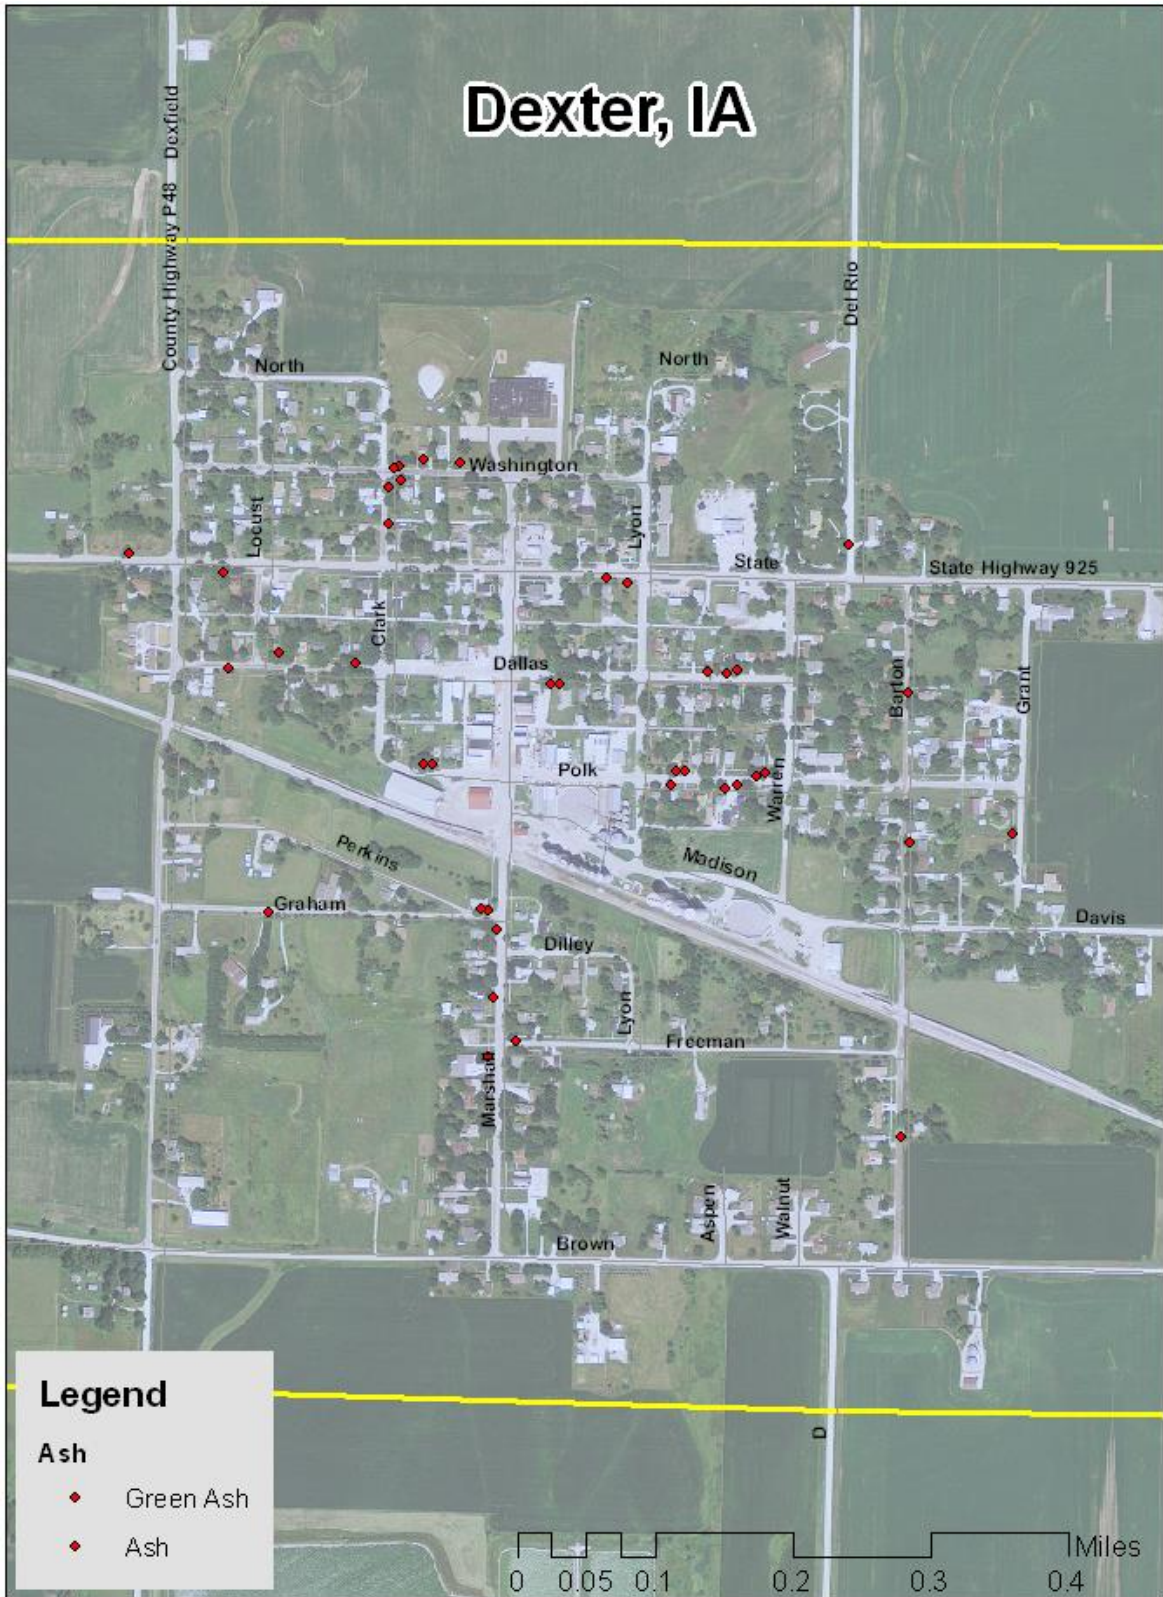 Dexter, IA
County Highway P48 Dexfield
Del Rio
North
North
Washington
Locust
Lyon
State
State Highway 925
Clark
Dallas
Barton
Grant
Polk
Warren
Perkins
Madison
Graham
Davis
Dilley
Lyon
Freeman
Marshall
Aspen
Walnut
Brown
D
Legend
Ash
Green Ash
Ash
Miles
0 0.05 0.1 0.2 0.3 0.4